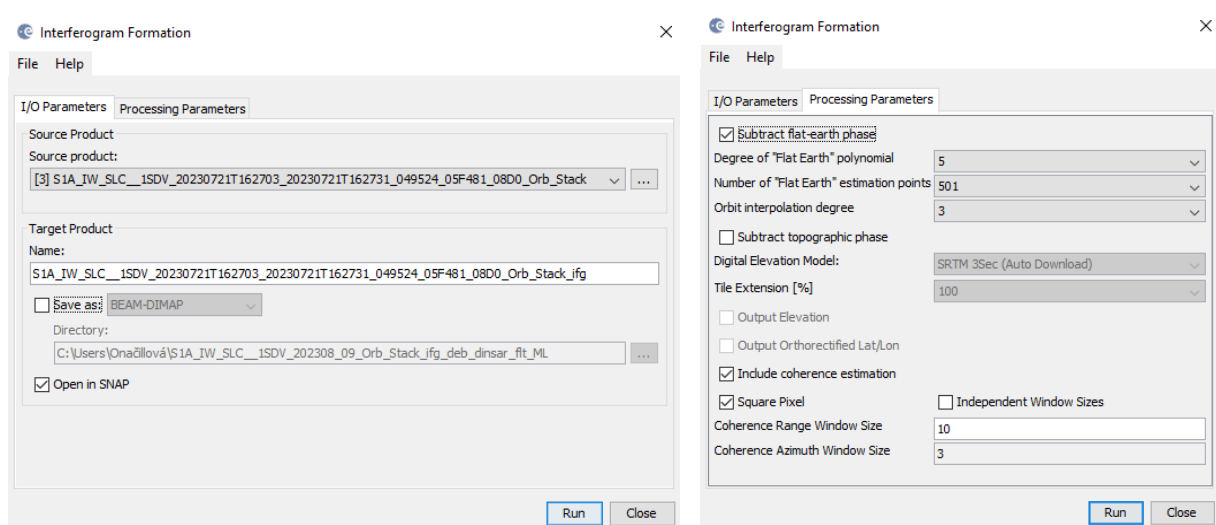 Interferogram Formation
File Help
I/O Parameters Processing Parameters
Source Product
Source product:
[3] S1A_IW_SLC__1SDV_20230721T162703_20230721T162731_049524_05F481_08D0_Orb_Stack ...
Target Product
Name:
S1A_IW_SLC__1SDV_20230721T162703_20230721T162731_049524_05F481_08D0_Orb_Stack_ifg
Save as: BEAM-DIMAP
Directory:
C:\Users\Onačillová\S1A_IW_SLC__1SDV_202308_09_Orb_Stack_ifg_deb_dinsar_flt_ML ...
Open in SNAP
Run Close
Interferogram Formation
File Help
I/O Parameters Processing Parameters
Subtract flat-earth phase
Degree of "Flat Earth" polynomial 5
Number of "Flat Earth" estimation points 501
Orbit interpolation degree 3
Subtract topographic phase
Digital Elevation Model: SRTM 3Sec (Auto Download)
Tile Extension [%] 100
Output Elevation
Output Orthorectified Lat/Lon
Include coherence estimation
Square Pixel Independent Window Sizes
Coherence Range Window Size 10
Coherence Azimuth Window Size 3
Run Close